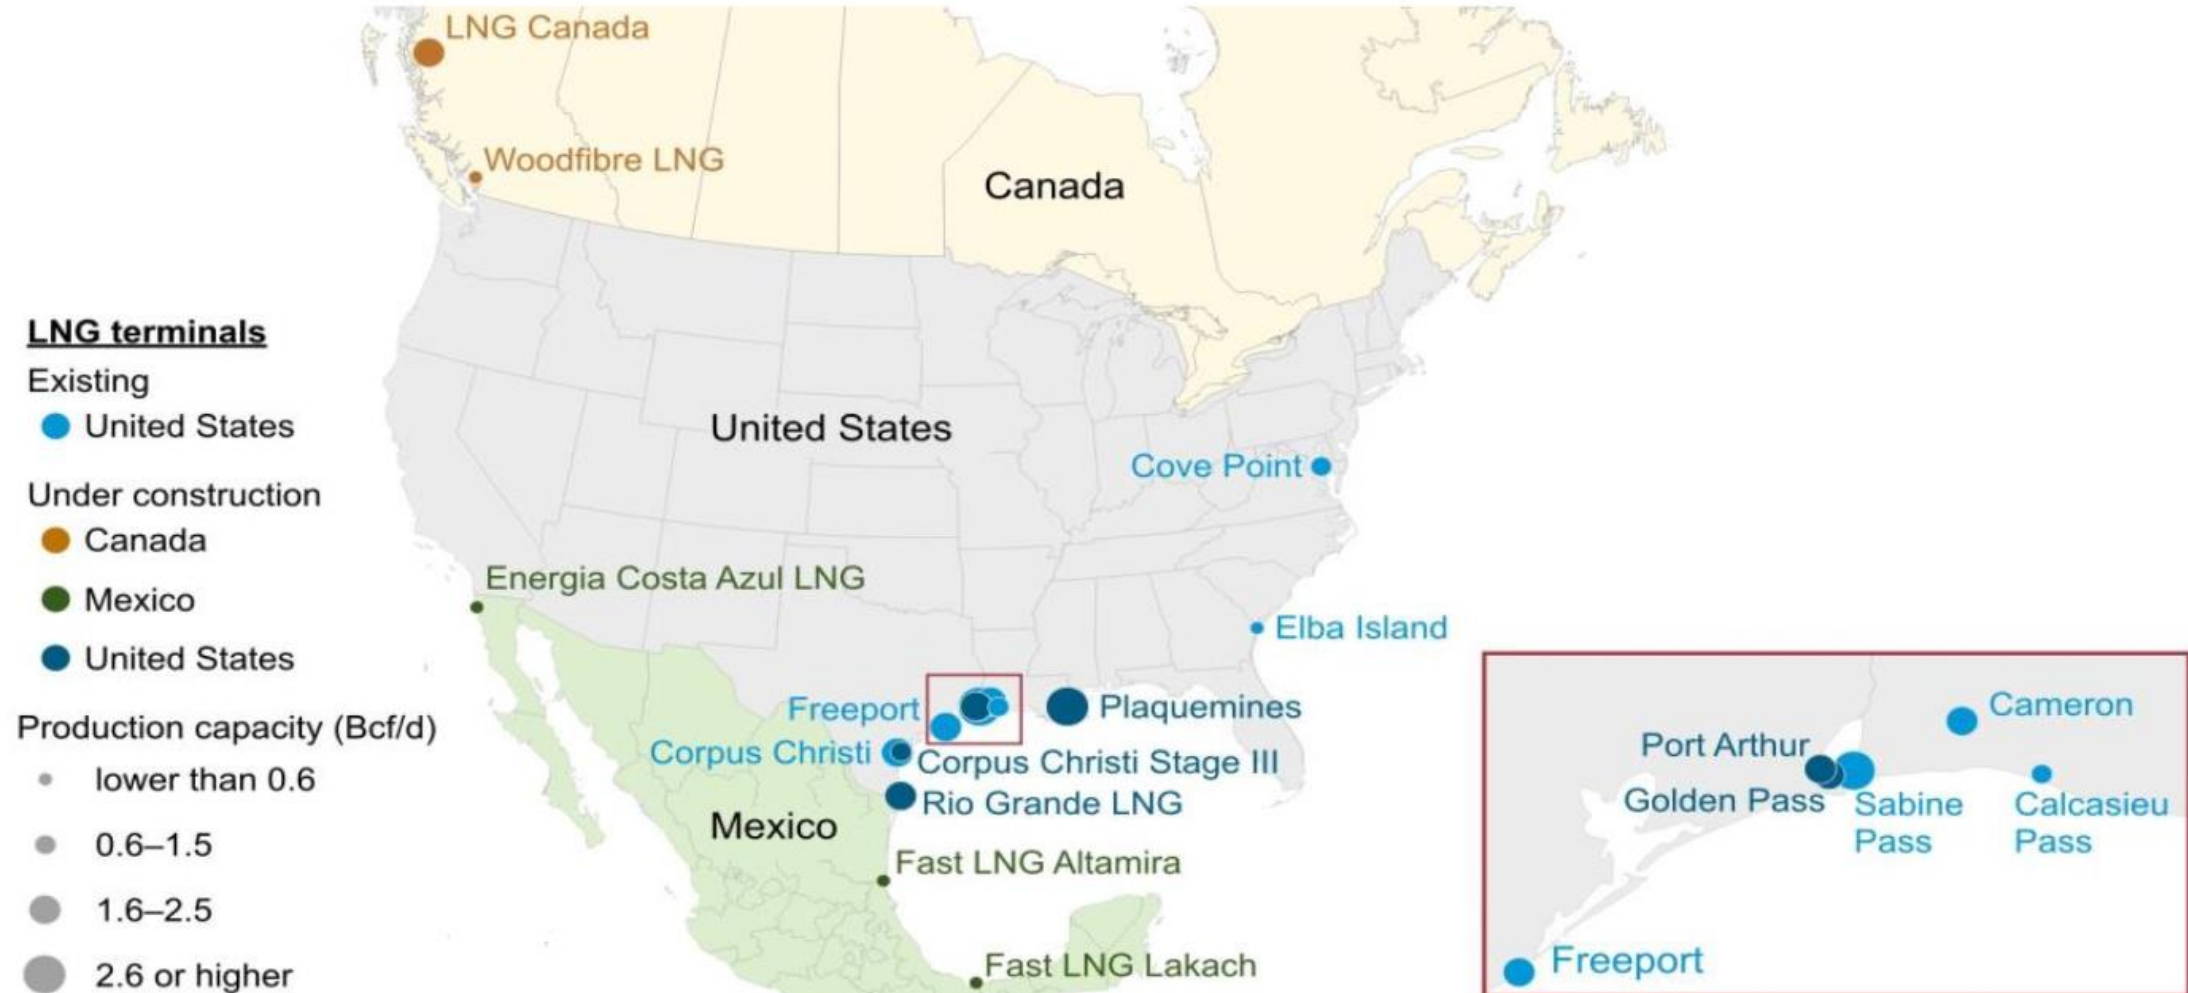 LNG Canada
Woodfibre LNG
Canada
LNG terminals
Existing
United States
Under construction
Canada
Mexico
United States
Production capacity (Bcf/d)
lower than 0.6
0.6–1.5
1.6–2.5
2.6 or higher
United States
Cove Point
Energia Costa Azul LNG
Elba Island
Freeport
Plaquemines
Corpus Christi
Corpus Christi Stage III
Rio Grande LNG
Mexico
Fast LNG Altamira
Fast LNG Lakach
Cameron
Port Arthur
Golden Pass
Sabine
Pass
Calcasieu
Pass
Freeport